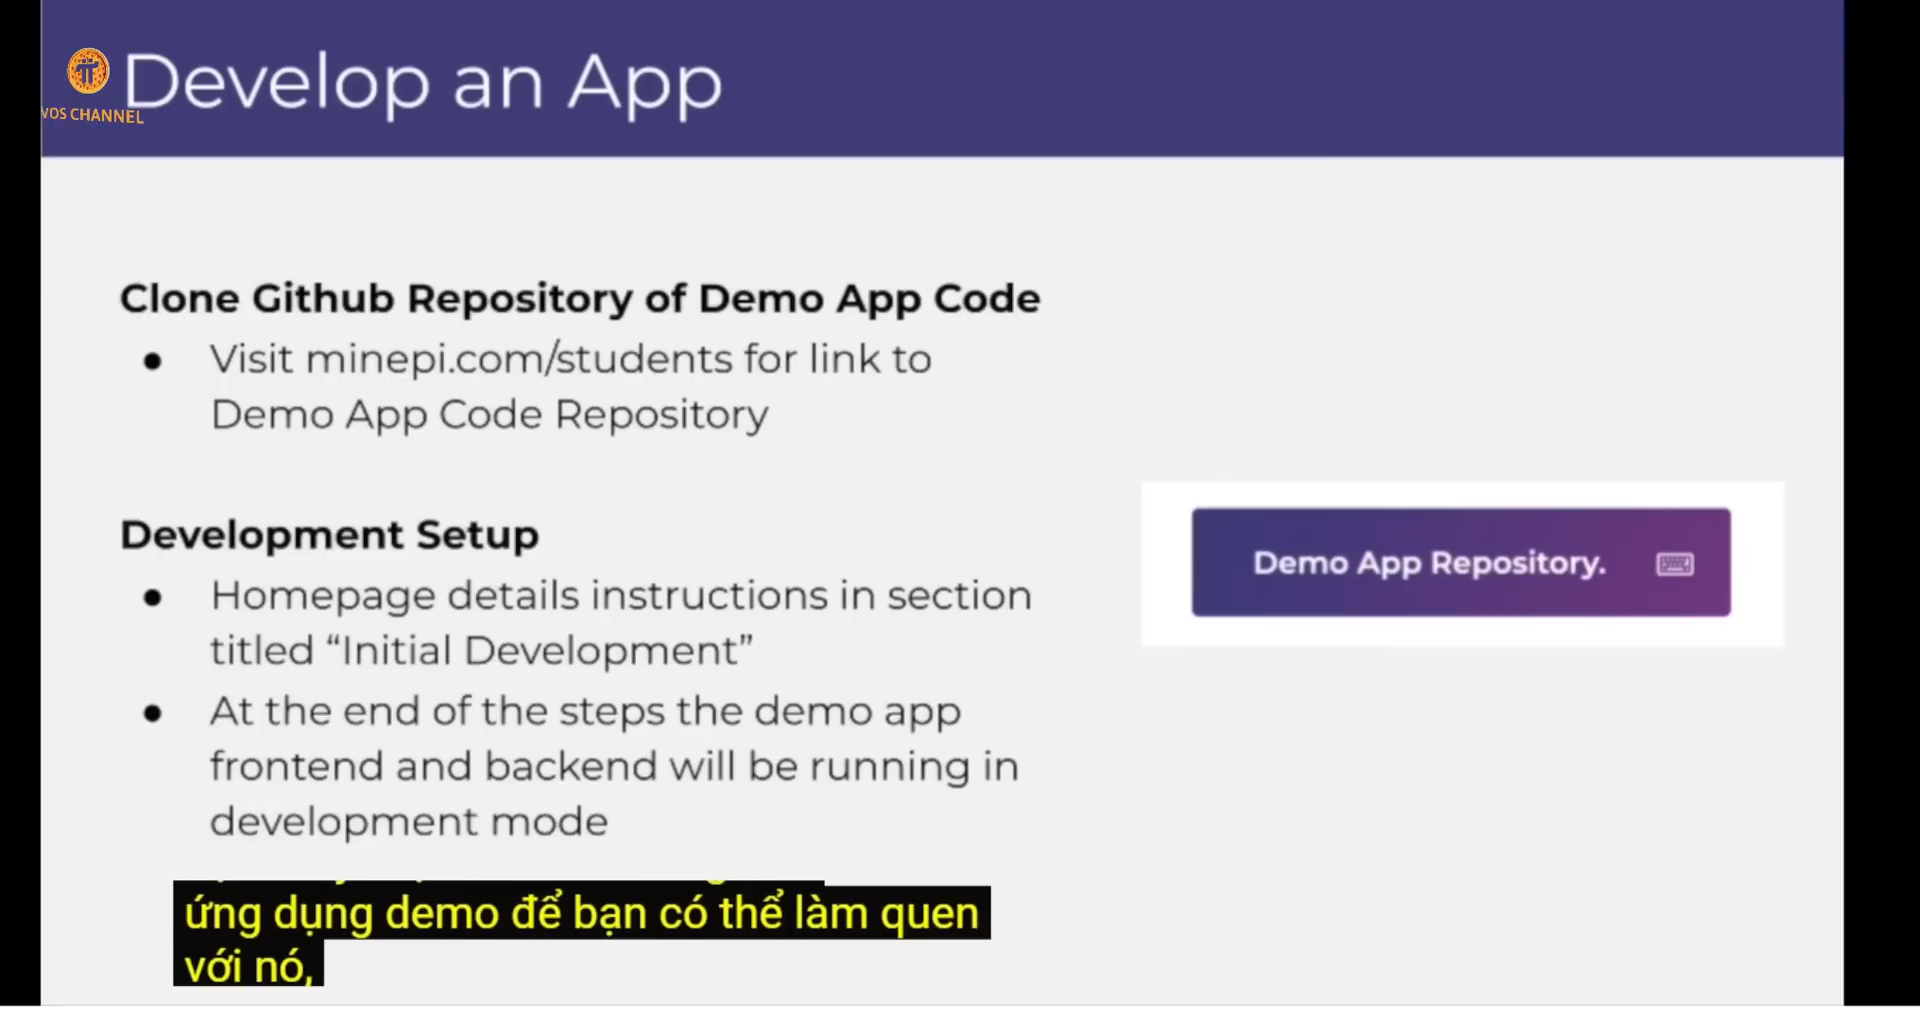 Develop an App
VOS CHANNEL
Clone Github Repository of Demo App Code
● Visit minepi.com/students for link to
Demo App Code Repository
Development Setup
● Homepage details instructions in section
titled “Initial Development”
● At the end of the steps the demo app
frontend and backend will be running in
development mode
Demo App Repository.
ứng dụng demo để bạn có thể làm quen
với nó,